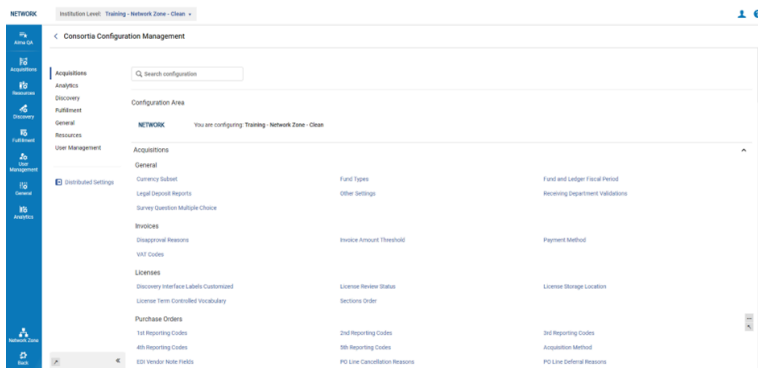 NETWORK
Institution Level: Training - Network Zone - Clean
Alma QA
Acquisitions
Resources
Discovery
Fulfillment
User
Management
General
Analytics
Network Zone
Back
Consortia Configuration Management
Acquisitions
Analytics
Discovery
Fulfillment
General
Resources
User Management
Distributed Settings
Search configuration
Configuration Area
NETWORK You are configuring: Training - Network Zone - Clean
Acquisitions
General
Currency Subset Fund Types Fund and Ledger Fiscal Period
Legal Deposit Reports Other Settings Receiving Department Validations
Survey Question Multiple Choice
Invoices
Disapproval Reasons Invoice Amount Threshold Payment Method
VAT Codes
Licenses
Discovery Interface Labels Customized License Review Status License Storage Location
License Term Controlled Vocabulary Sections Order
Purchase Orders
1st Reporting Codes 2nd Reporting Codes 3rd Reporting Codes
4th Reporting Codes 5th Reporting Codes Acquisition Method
EDI Vendor Note Fields PO Line Cancellation Reasons PO Line Deferral Reasons